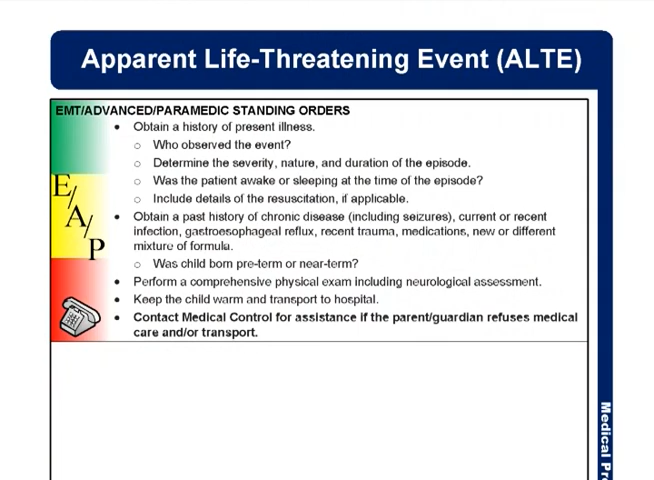 Apparent Life-Threatening Event (ALTE)
EMT/ADVANCED/PARAMEDIC STANDING ORDERS
• Obtain a history of present illness.
○ Who observed the event?
○ Determine the severity, nature, and duration of the episode.
○ Was the patient awake or sleeping at the time of the episode?
○ Include details of the resuscitation, if applicable.
• Obtain a past history of chronic disease (including seizures), current or recent
infection, gastroesophageal reflux, recent trauma, medications, new or different
mixture of formula.
○ Was child born pre-term or near-term?
• Perform a comprehensive physical exam including neurological assessment.
• Keep the child warm and transport to hospital.
• Contact Medical Control for assistance if the parent/guardian refuses medical
care and/or transport.
E/
A/
P
Medical Pro